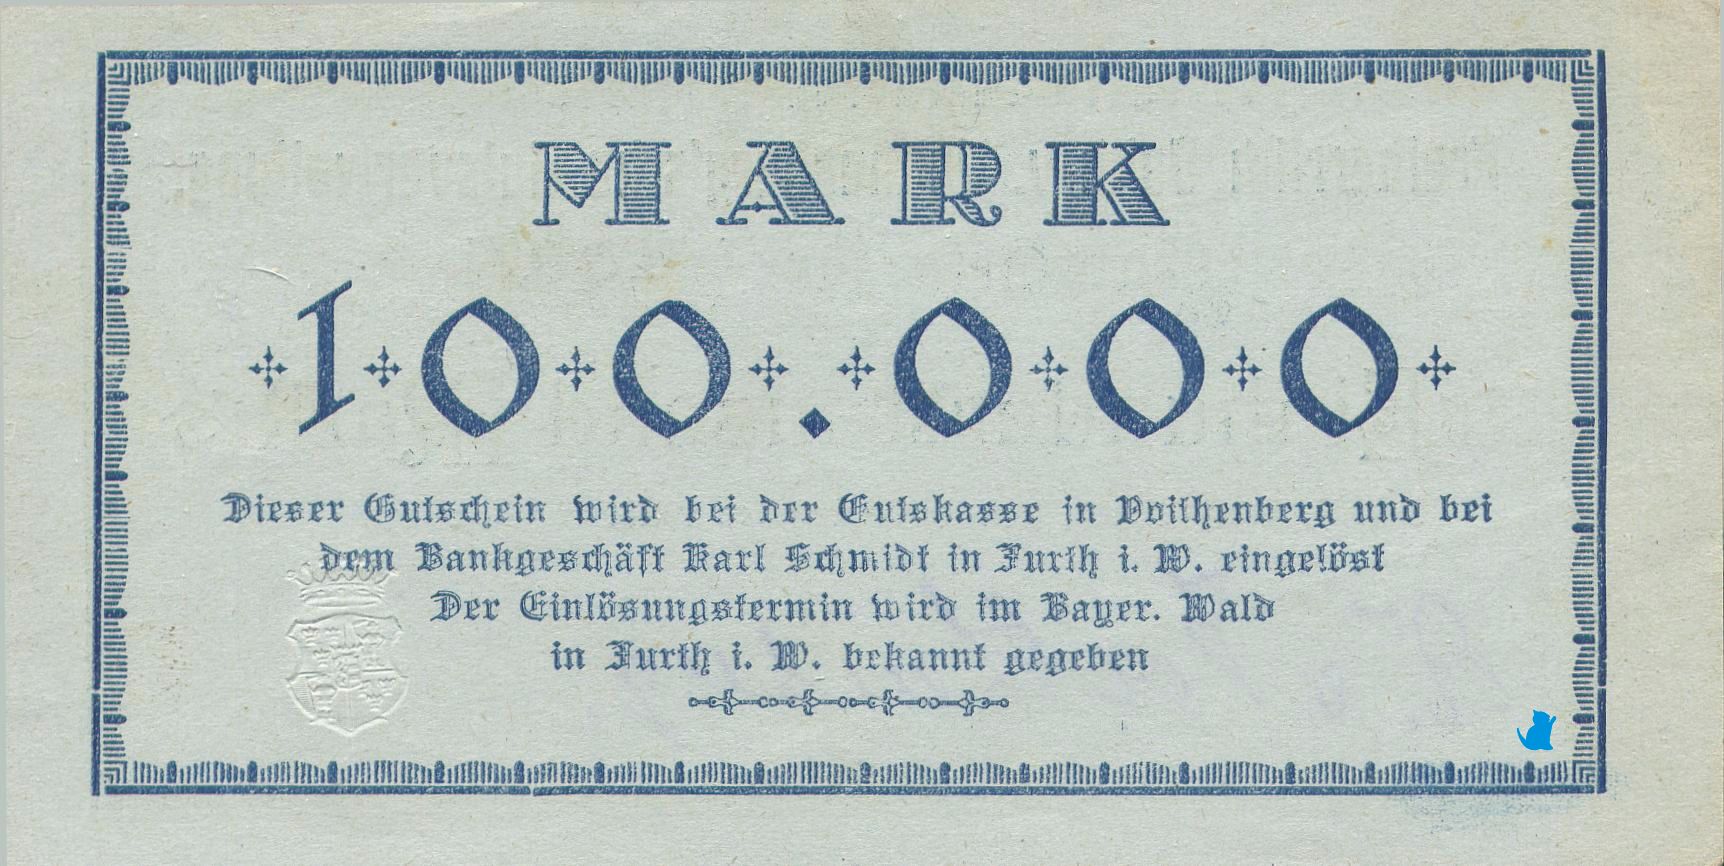 MARK
100.000
Dieser Gutschein wird bei der Gutskasse in Voithenberg und bei
dem Bankgeschäft Karl Schmidt in Furth i. W. eingelöst
Der Einlösungstermin wird im Bayer. Wald
in Furth i. W. bekannt gegeben